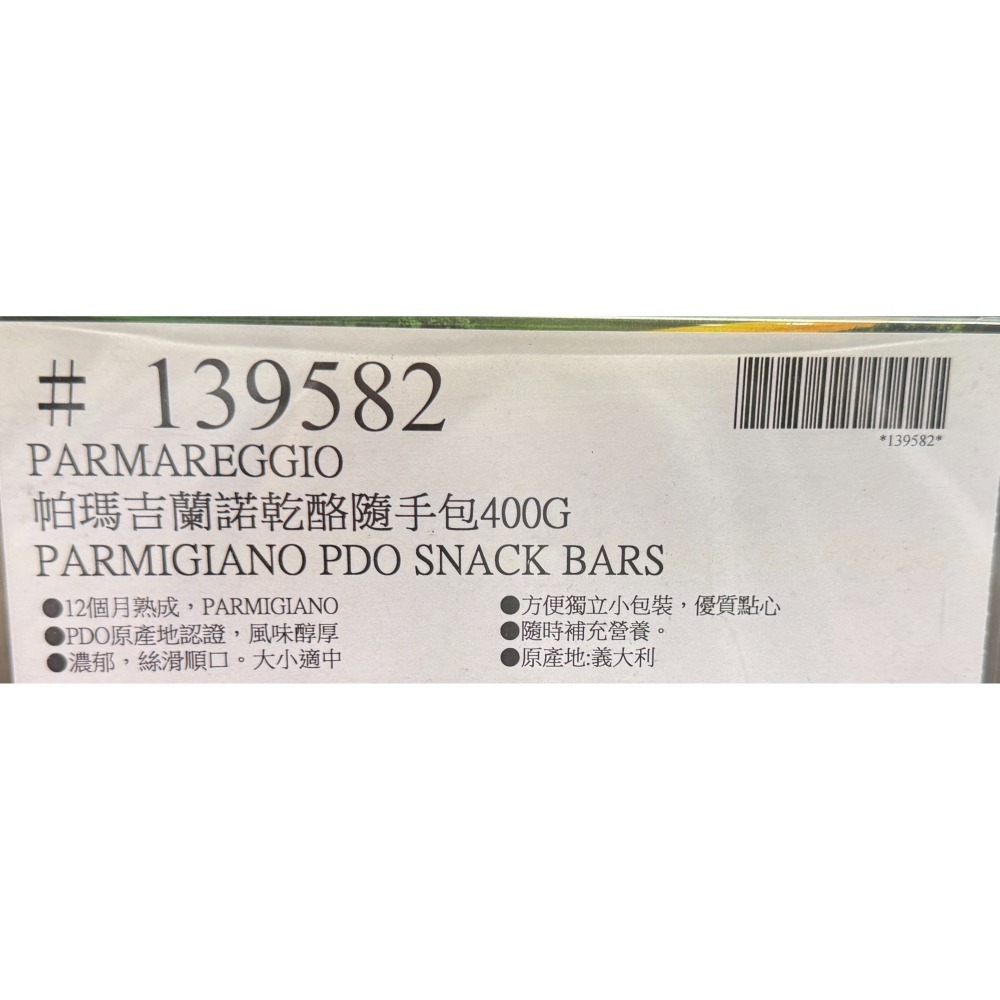 # 139582
*139582*
PARMAREGGIO
帕瑪吉蘭諾乾酪隨手包400G
PARMIGIANO PDO SNACK BARS
●12個月熟成，PARMIGIANO
●PDO原產地認證，風味醇厚
●濃郁，絲滑順口。大小適中
●方便獨立小包裝，優質點心
●隨時補充營養。
●原產地:義大利